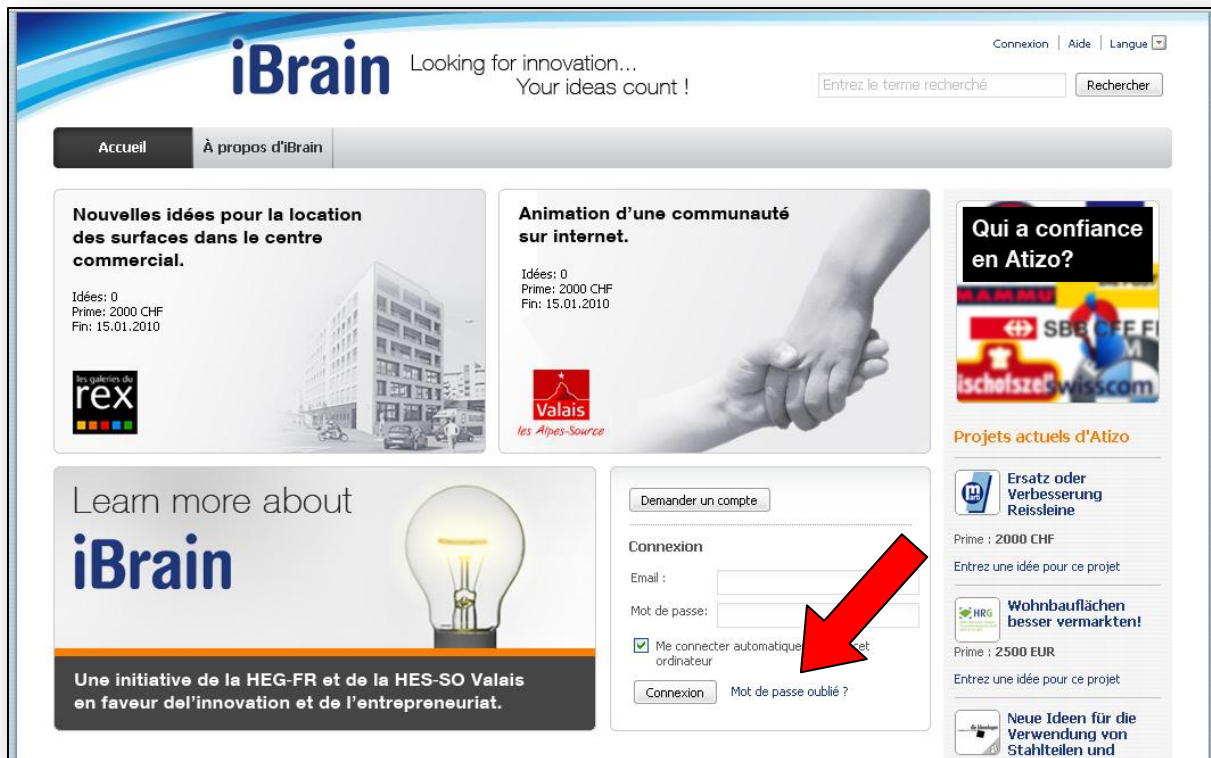 iBrain
Looking for innovation...
Your ideas count !
Connexion | Aide | Langue
Entrez le terme recherché
Rechercher
Accueil
À propos d'iBrain
Nouvelles idées pour la location
des surfaces dans le centre
commercial.
Idées: 0
Prime: 2000 CHF
Fin: 15.01.2010
les galeries du
rex
Animation d'une communauté
sur internet.
Idées: 0
Prime: 2000 CHF
Fin: 15.01.2010
Valais
les Alpes-Source
Learn more about
iBrain
Une initiative de la HEG-FR et de la HES-SO Valais
en faveur del'innovation et de l'entrepreneuriat.
Demander un compte
Connexion
Email :
Mot de passe:
Me connecter cet
ordinateur
Connexion
Mot de passe oublié ?
Qui a confiance
en Atizo?
MAMMU
SBB CFF F
ischofszel
wisscom
Projets actuels d'Atizo
Ersatz oder
Verbesserung
Reissleine
Prime : 2000 CHF
Entrez une idée pour ce projet
HRG
Wohnbauflächen
besser vermarkten!
Prime : 2500 EUR
Entrez une idée pour ce projet
Neue Ideen für die
Verwendung von
Stahlteilen und